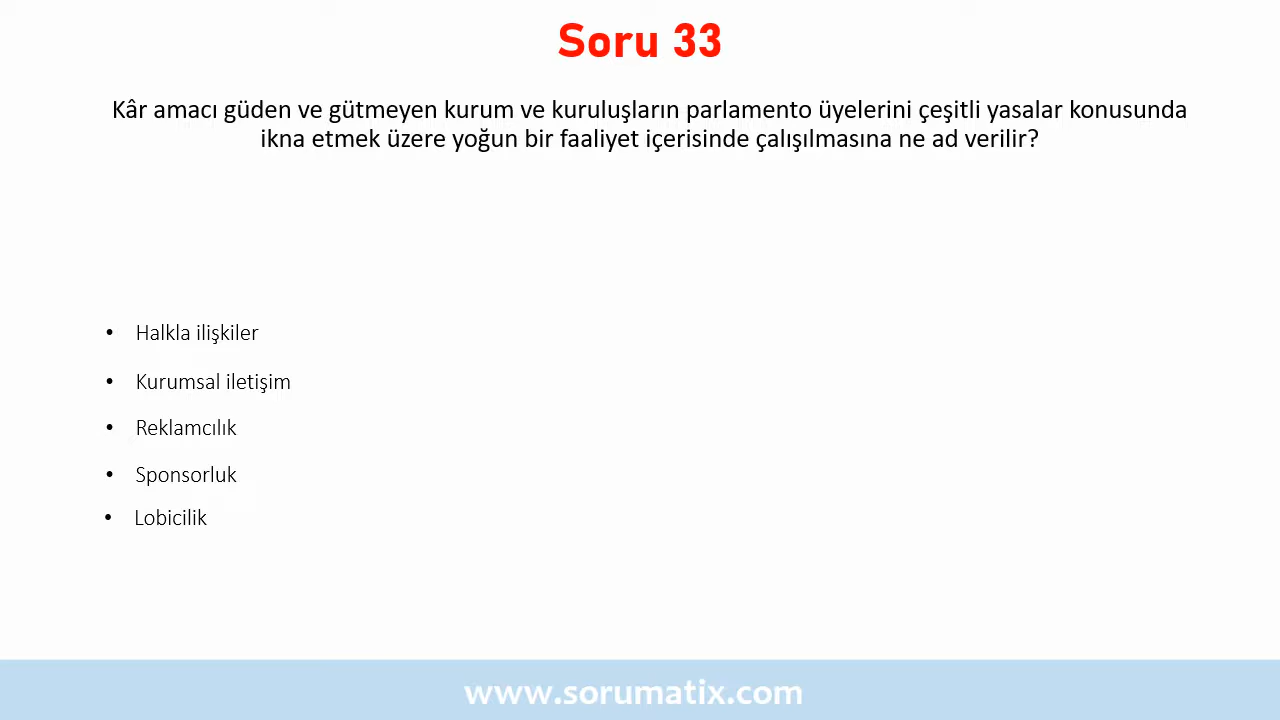 Soru 33
Kâr amacı güden ve gütmeyen kurum ve kuruluşların parlamento üyelerini çeşitli yasalar konusunda
ikna etmek üzere yoğun bir faaliyet içerisinde çalışılmasına ne ad verilir?
• Halkla ilişkiler
• Kurumsal iletişim
• Reklamcılık
• Sponsorluk
• Lobicilik
www.sorumatix.com